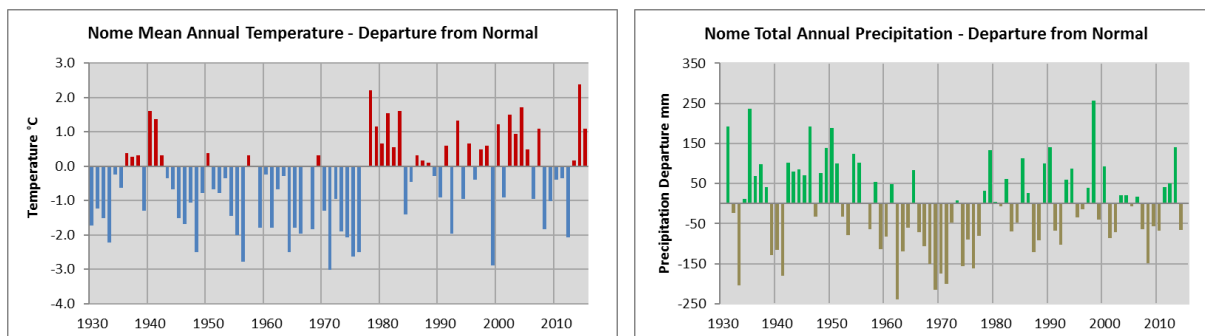 Nome Mean Annual Temperature - Departure from Normal
Temperature °C
3.0
2.0
1.0
0.0
-1.0
-2.0
-3.0
-4.0
1930 1940 1950 1960 1970 1980 1990 2000 2010
Nome Total Annual Precipitation - Departure from Normal
Precipitation Departure mm
350
250
150
50
-50
-150
-250
1930 1940 1950 1960 1970 1980 1990 2000 2010